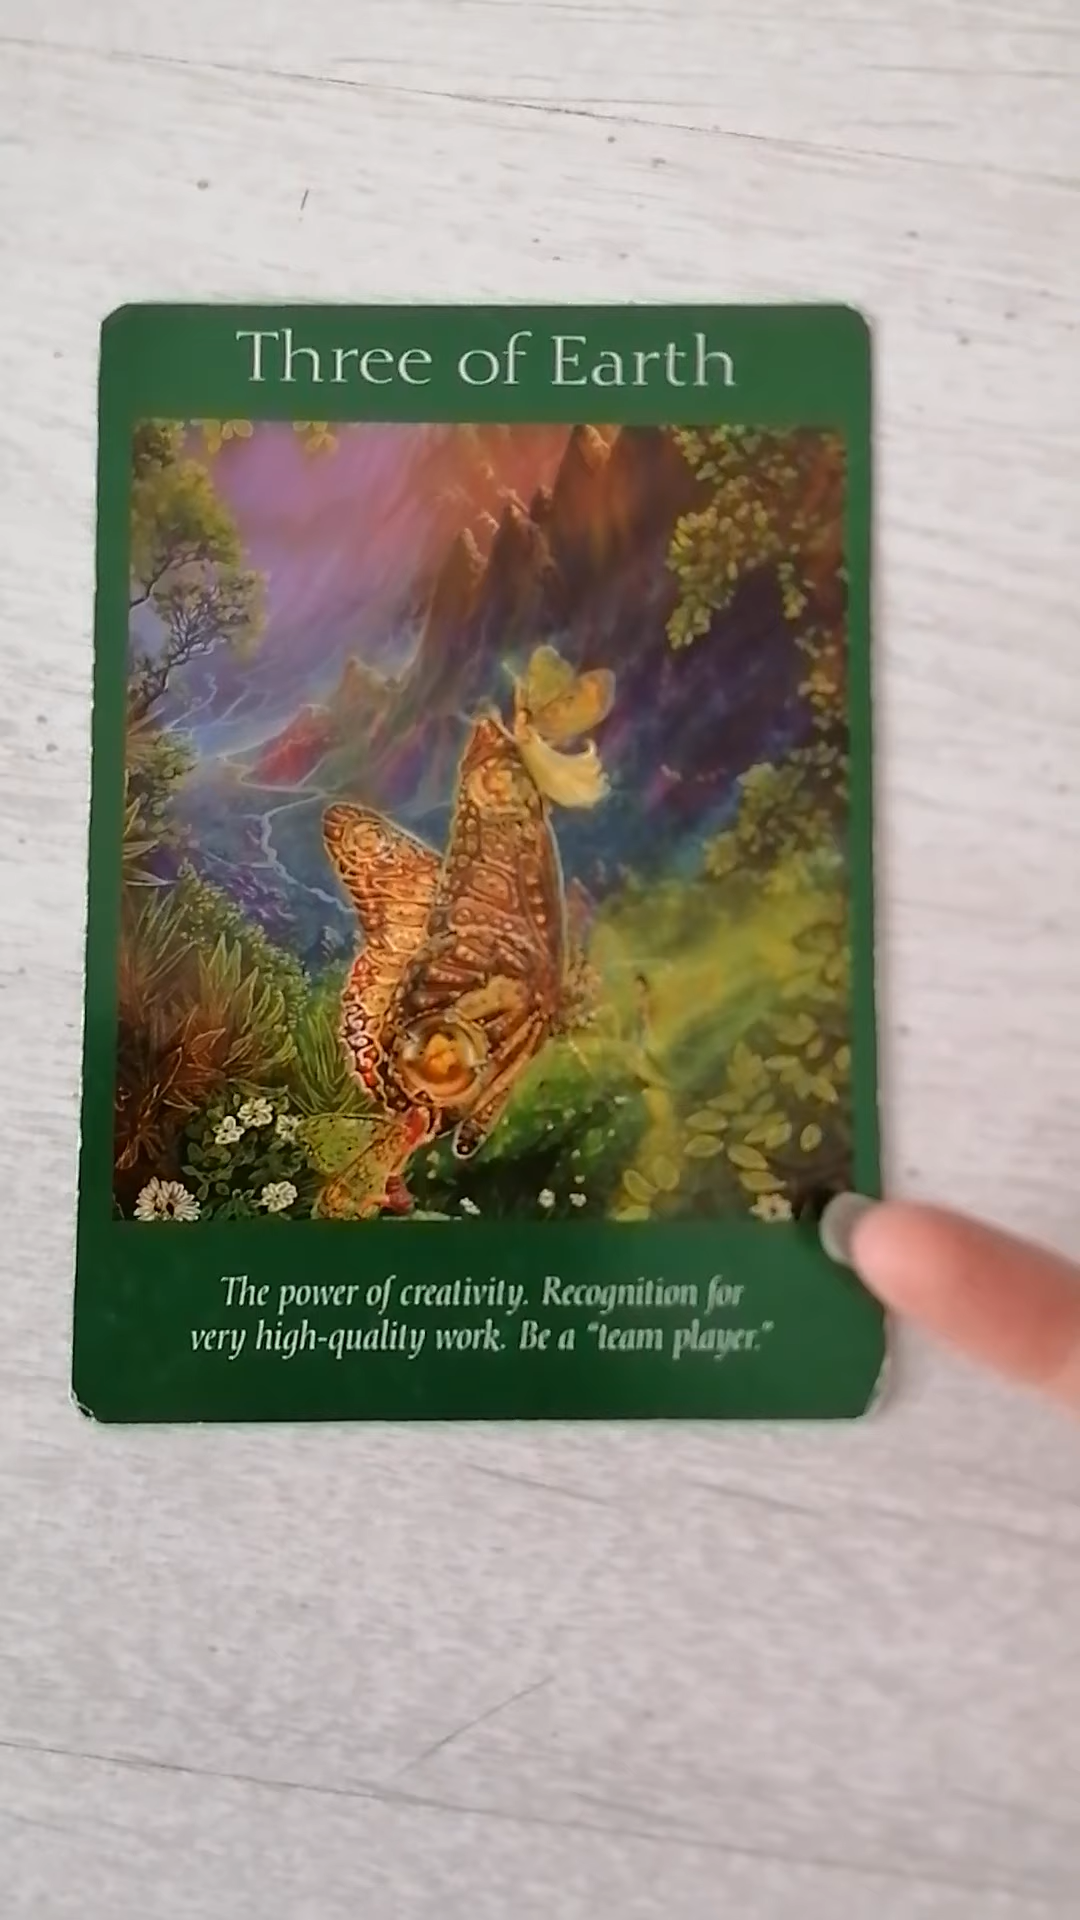 Three of Earth
The power of creativity. Recognition for
very high-quality work. Be a “team player.”